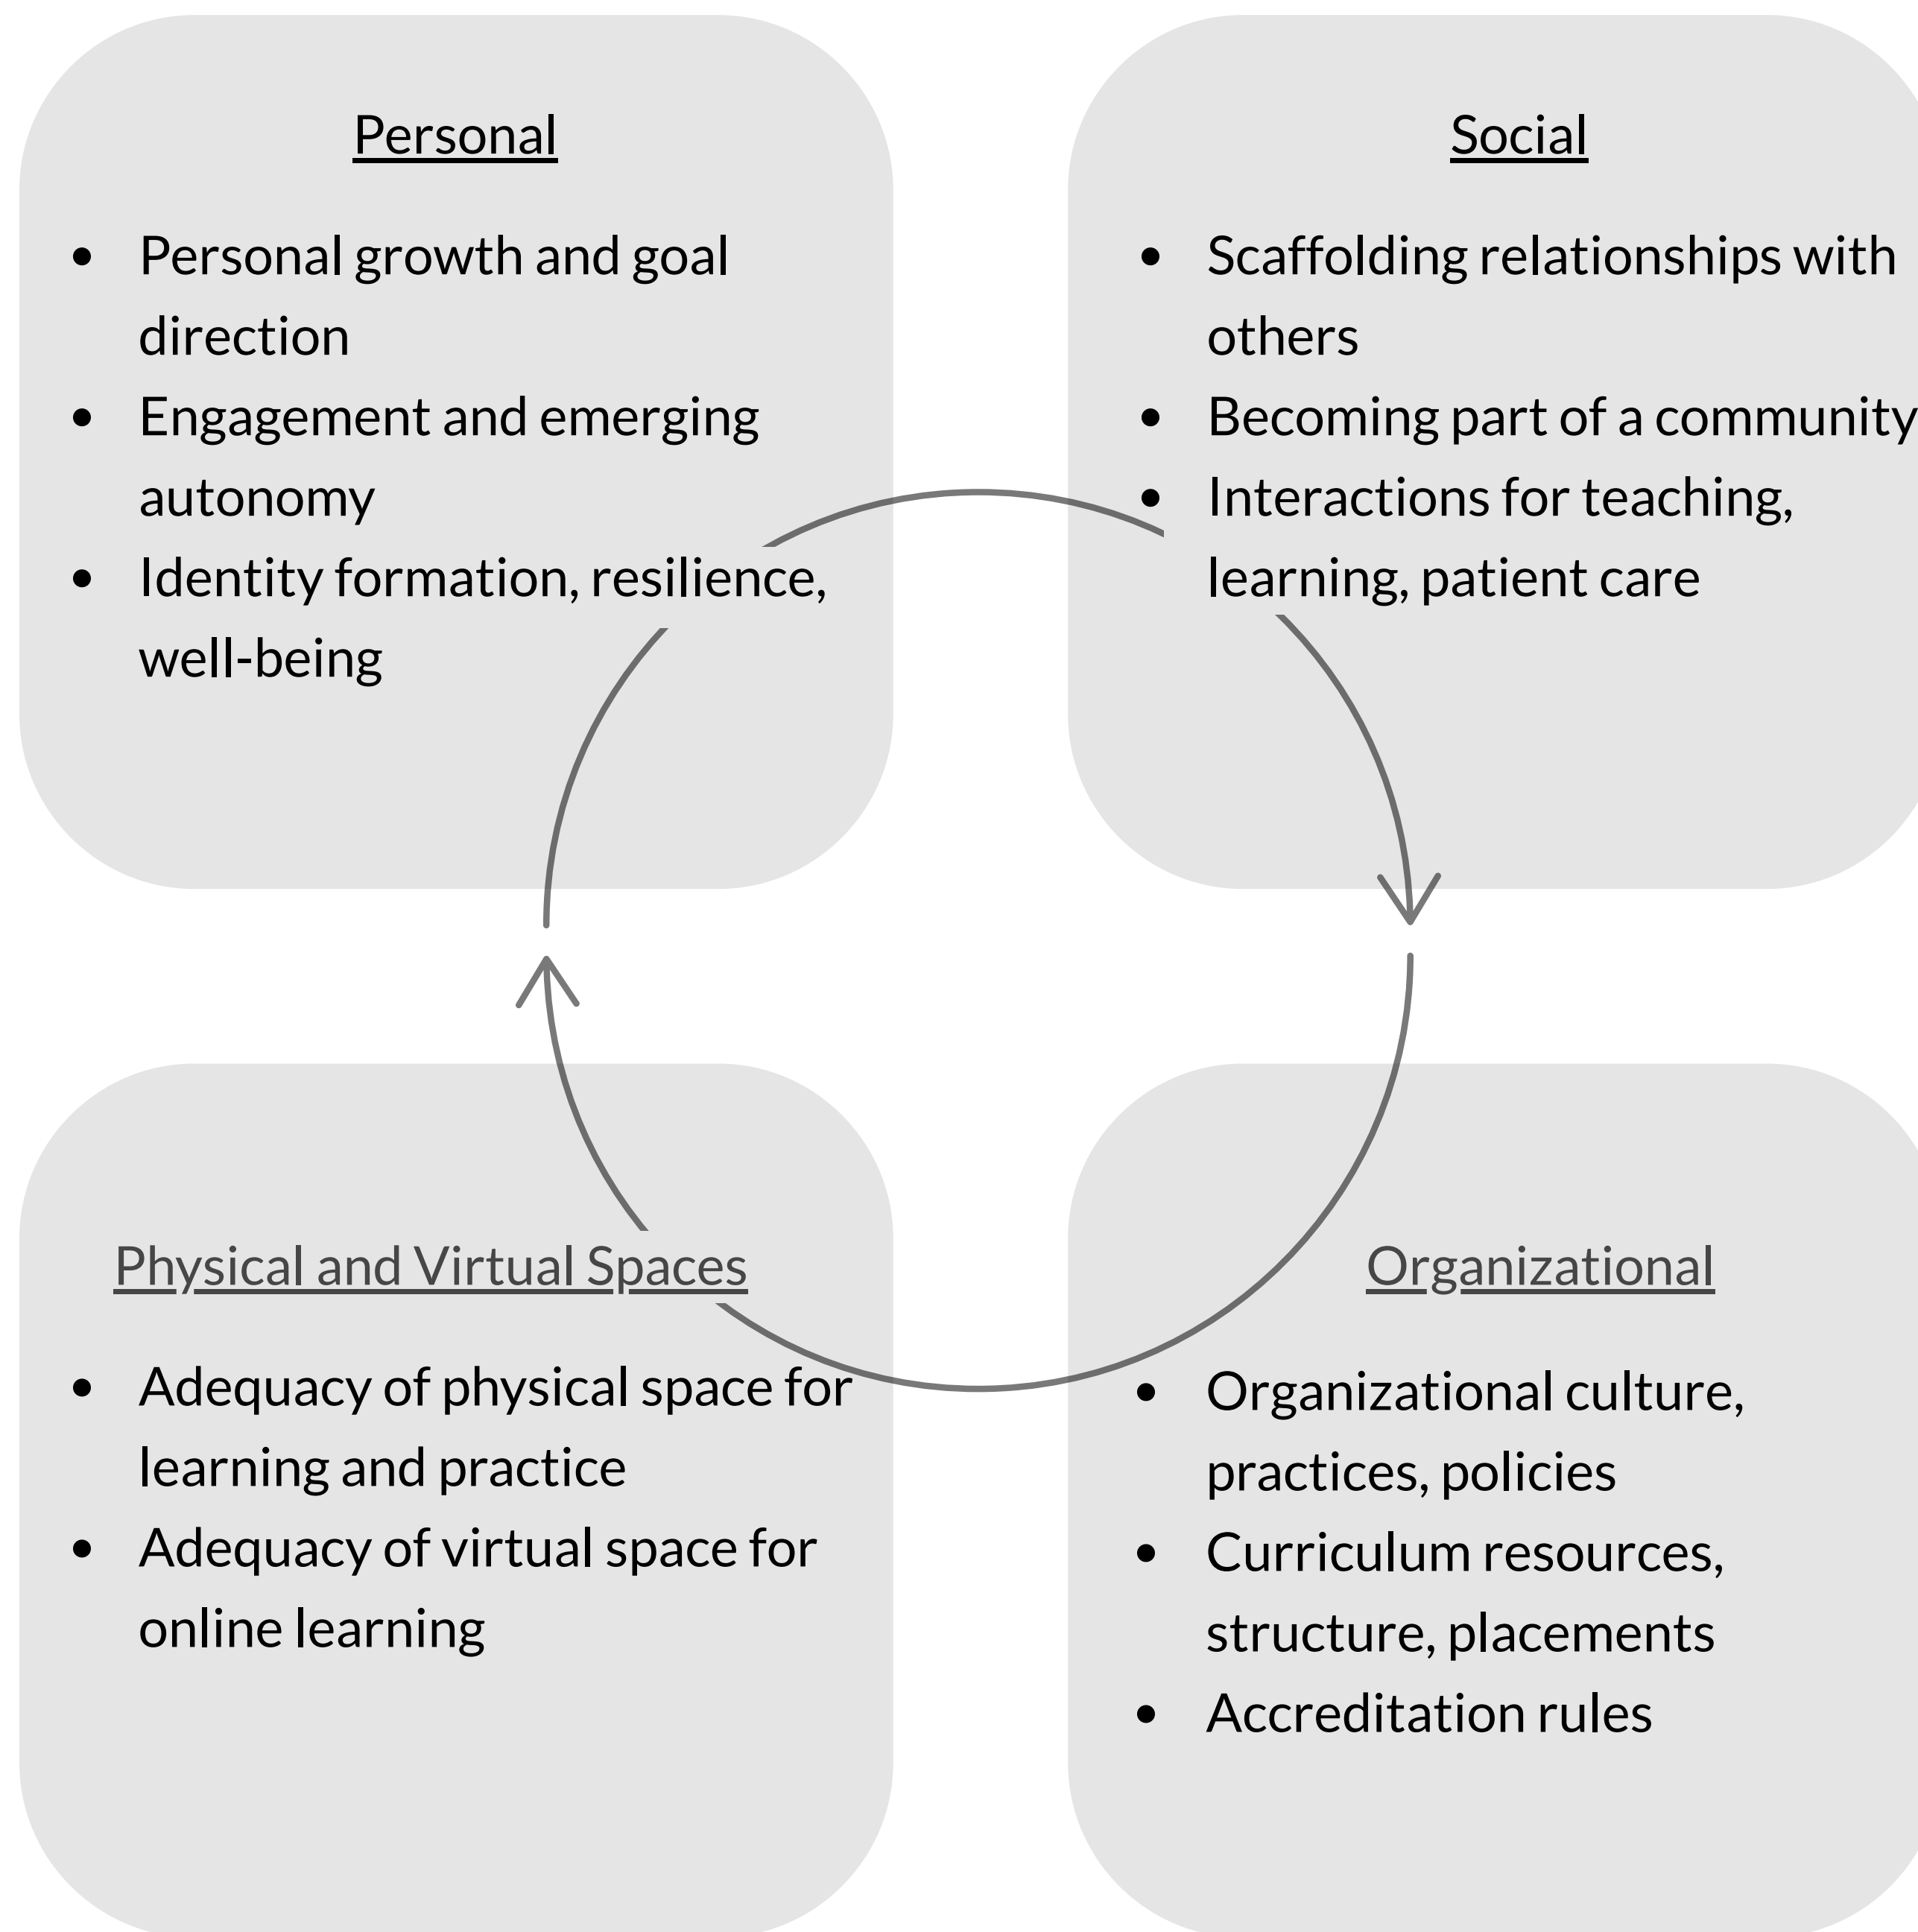 Personal
• Personal growth and goal
direction
• Engagement and emerging
autonomy
• Identity formation, resilience,
well-being
Social
• Scaffolding relationships with
others
• Becoming part of a community
• Interactions for teaching,
learning, patient care
Physical and Virtual Spaces
• Adequacy of physical space for
learning and practice
• Adequacy of virtual space for
online learning
Organizational
• Organizational culture,
practices, policies
• Curriculum resources,
structure, placements
• Accreditation rules